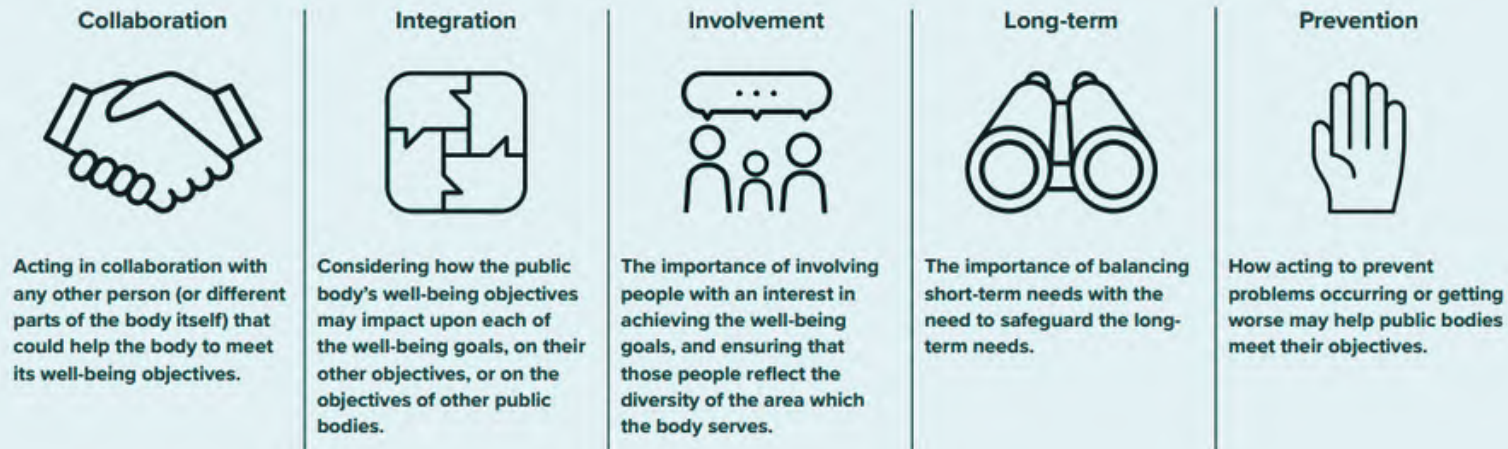 Collaboration
Acting in collaboration with
any other person (or different
parts of the body itself) that
could help the body to meet
its well-being objectives.
Integration
Considering how the public
body's well-being objectives
may impact upon each of
the well-being goals, on their
other objectives, or on the
objectives of other public
bodies.
Involvement
The importance of involving
people with an interest in
achieving the well-being
goals, and ensuring that
those people reflect the
diversity of the area which
the body serves.
Long-term
The importance of balancing
short-term needs with the
need to safeguard the long-
term needs.
Prevention
How acting to prevent
problems occurring or getting
worse may help public bodies
meet their objectives.